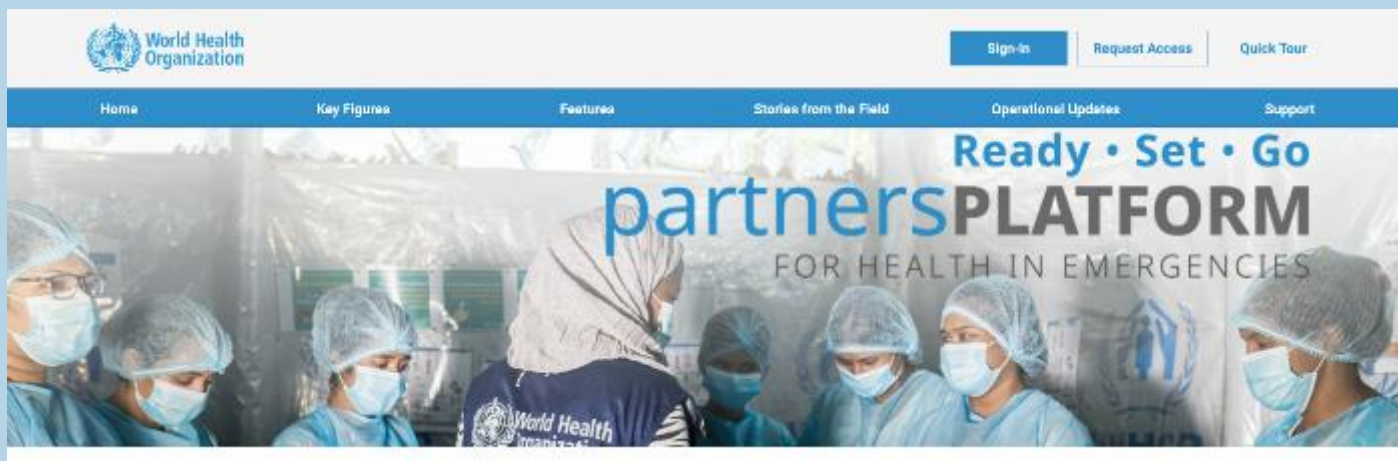 World Health
Organization
Sign-In
Request Access
Quick Tour
Home
Key Figures
Features
Stories from the Field
Operational Updates
Support
Ready • Set • Go
partnersPLATFORM
FOR HEALTH IN EMERGENCIES
World Health